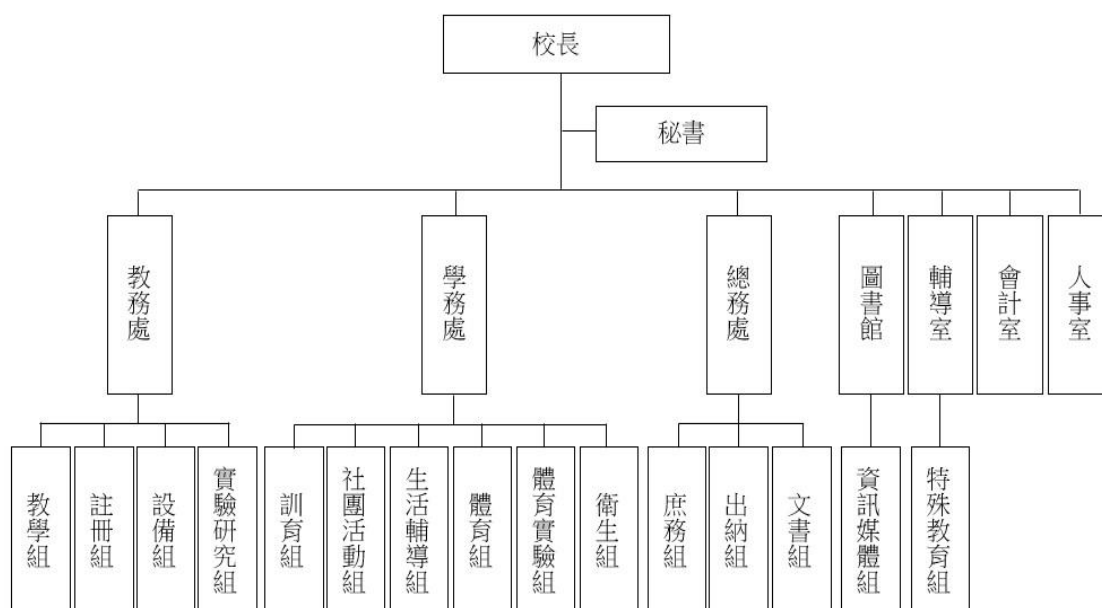 校長
秘書
教務處
學務處
總務處
圖書館
輔導室
會計室
人事室
教學組
註冊組
設備組
實驗研究組
訓育組
社團活動組
生活輔導組
體育組
體育實驗組
衛生組
庶務組
出納組
文書組
資訊媒體組
特殊教育組